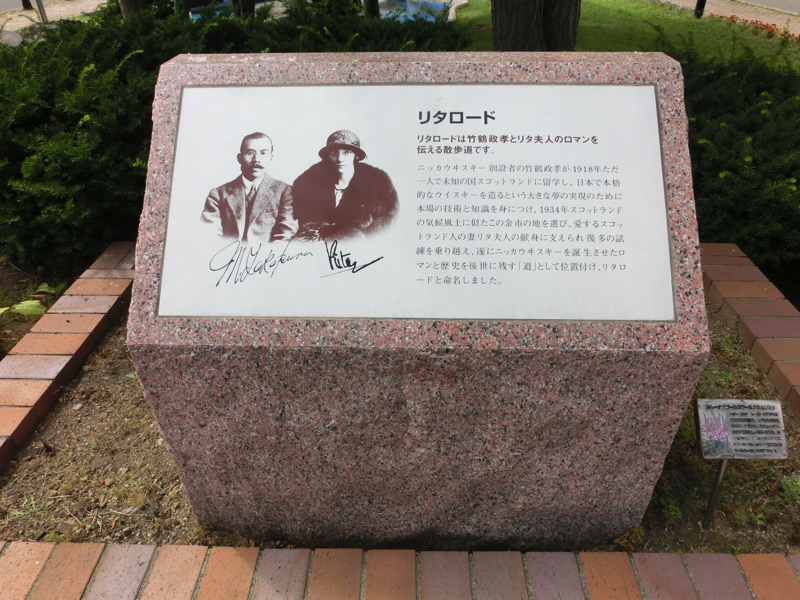 リタロード
リタロードは竹鶴政孝とリタ夫人のロマンを
伝える散歩道です。
ニッカウヰスキー創設者の竹鶴政孝が1918年ただ
一人で未知の国スコットランドに留学し、日本で本格
的なウイスキーを造るという大きな夢の実現のために
本場の技術と知識を身につけ、1934年スコットランド
の気候風土に似たこの余市の地を選び、愛するスコッ
トランド人の妻リタ夫人の献身に支えられ幾多の試
練を乗り越え、遂にニッカウヰスキーを誕生させたロ
マンと歴史を後世に残す「道」として位置付け、リタロ
ードと命名しました。
M. Taketsuru
Rita